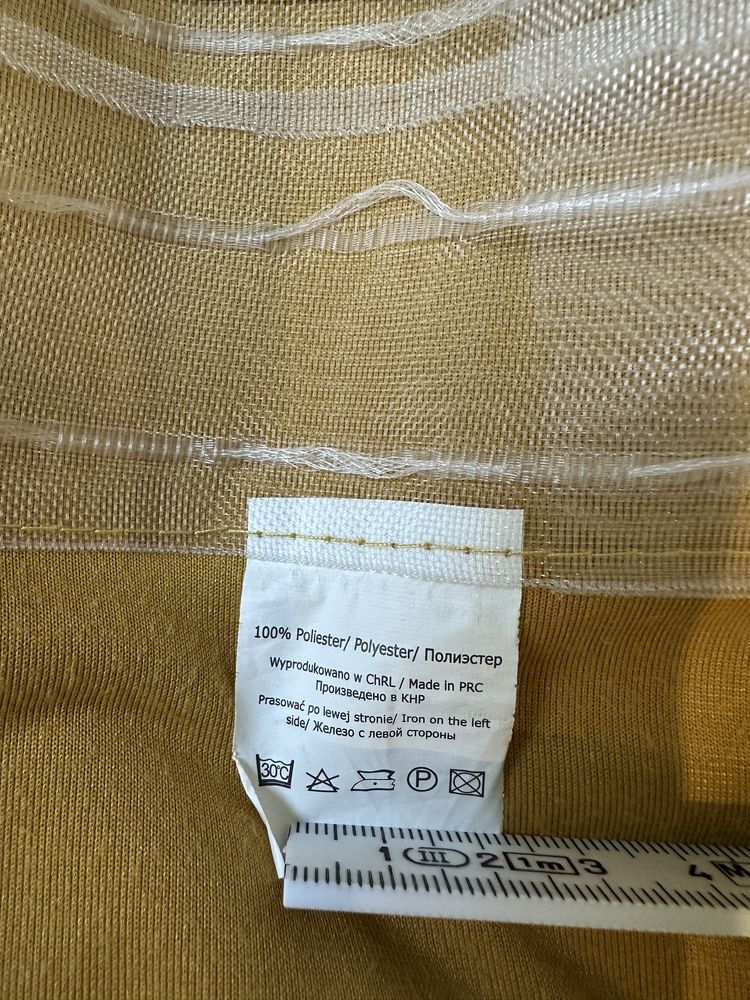 100% Poliester/ Polyester/ Полиэстер
Wyprodukowano w ChRL / Made in PRC
Произведено в КНР
Prasować po lewej stronie/ Iron on the left
side/ Железо с левой стороны
30°C P
1 III 2 1m 3 4 M